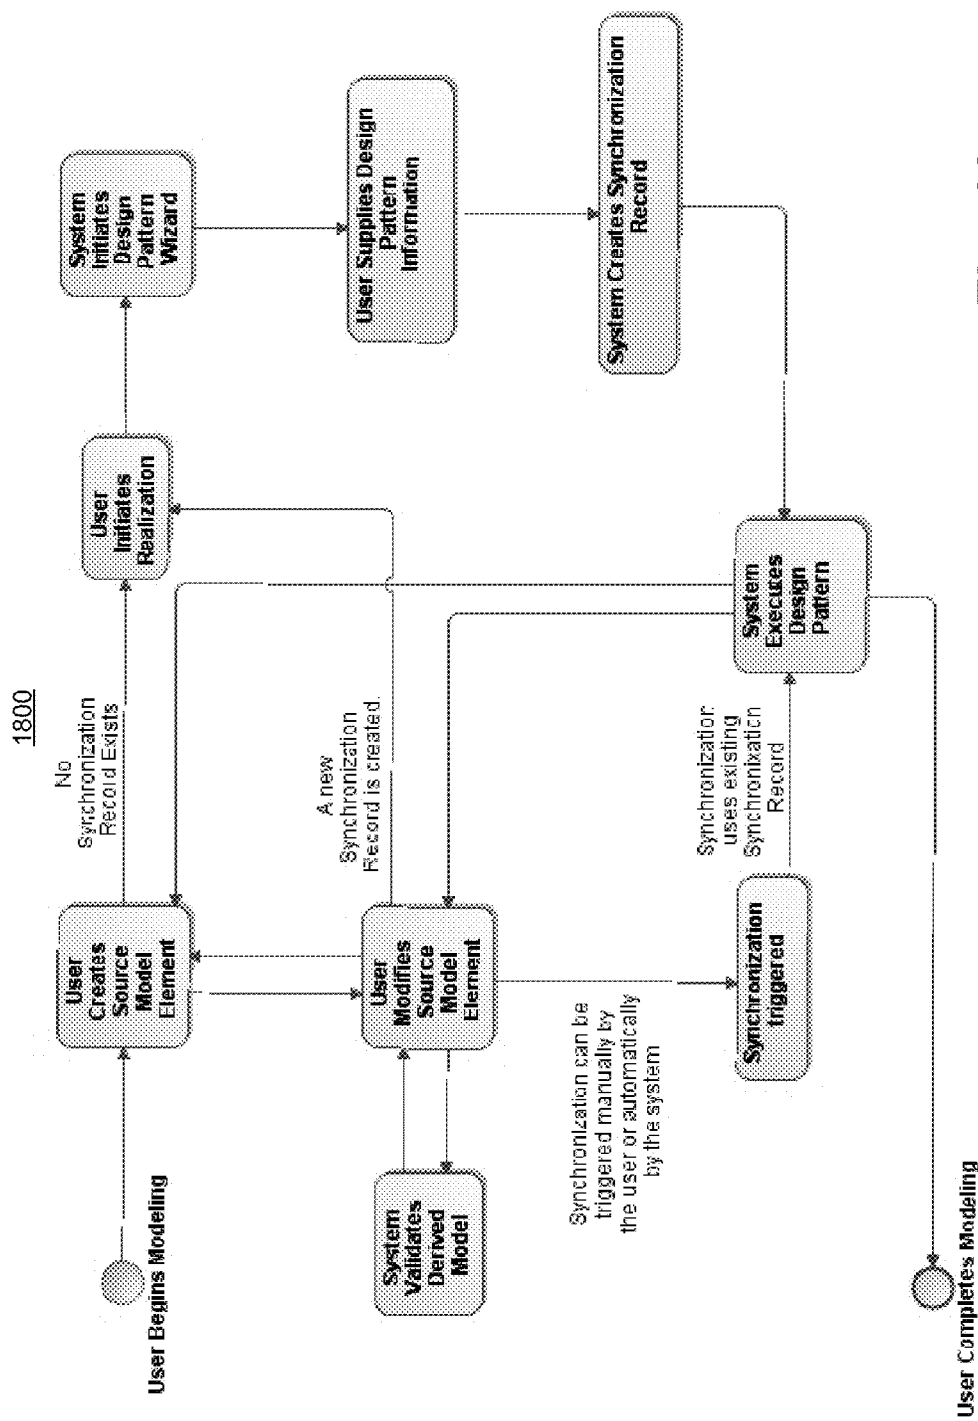 1800
User Begins Modeling
User
Creates
Source
Model
Element
No
Synchronization
Record Exists
User
Initiates
Realization
System
Initiates
Design
Pattern
Wizard
System
Validates
Derived
Model
User
Modifies
Source
Model
Element
A new
Synchronization
Record is created.
User Supplies Design
Pattern
Information
Synchronization can be
triggered manually by
the user or automatically
by the system
System Creates Synchronization
Record
Synchronization
triggered
Synchronization
uses existing
Synchronixation
Record
System
Executes
Design
Pattern
User Completes Modeling